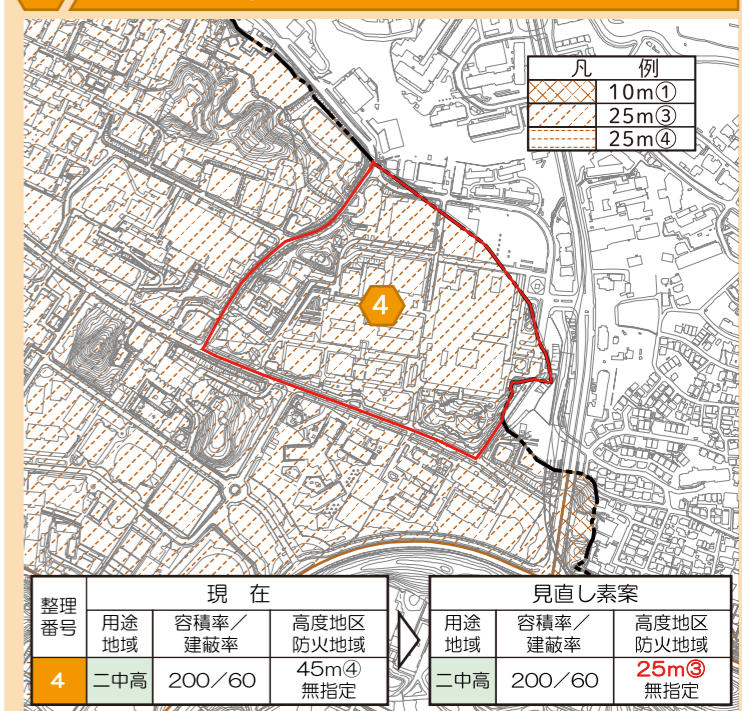 凡 例
10m①
25m③
25m④
4
整理番号
現 在
用途地域
容積率／建蔽率
高度地区
防火地域
4
二中高
200／60
45m④
無指定
見直し素案
用途地域
容積率／建蔽率
高度地区
防火地域
二中高
200／60
25m③
無指定